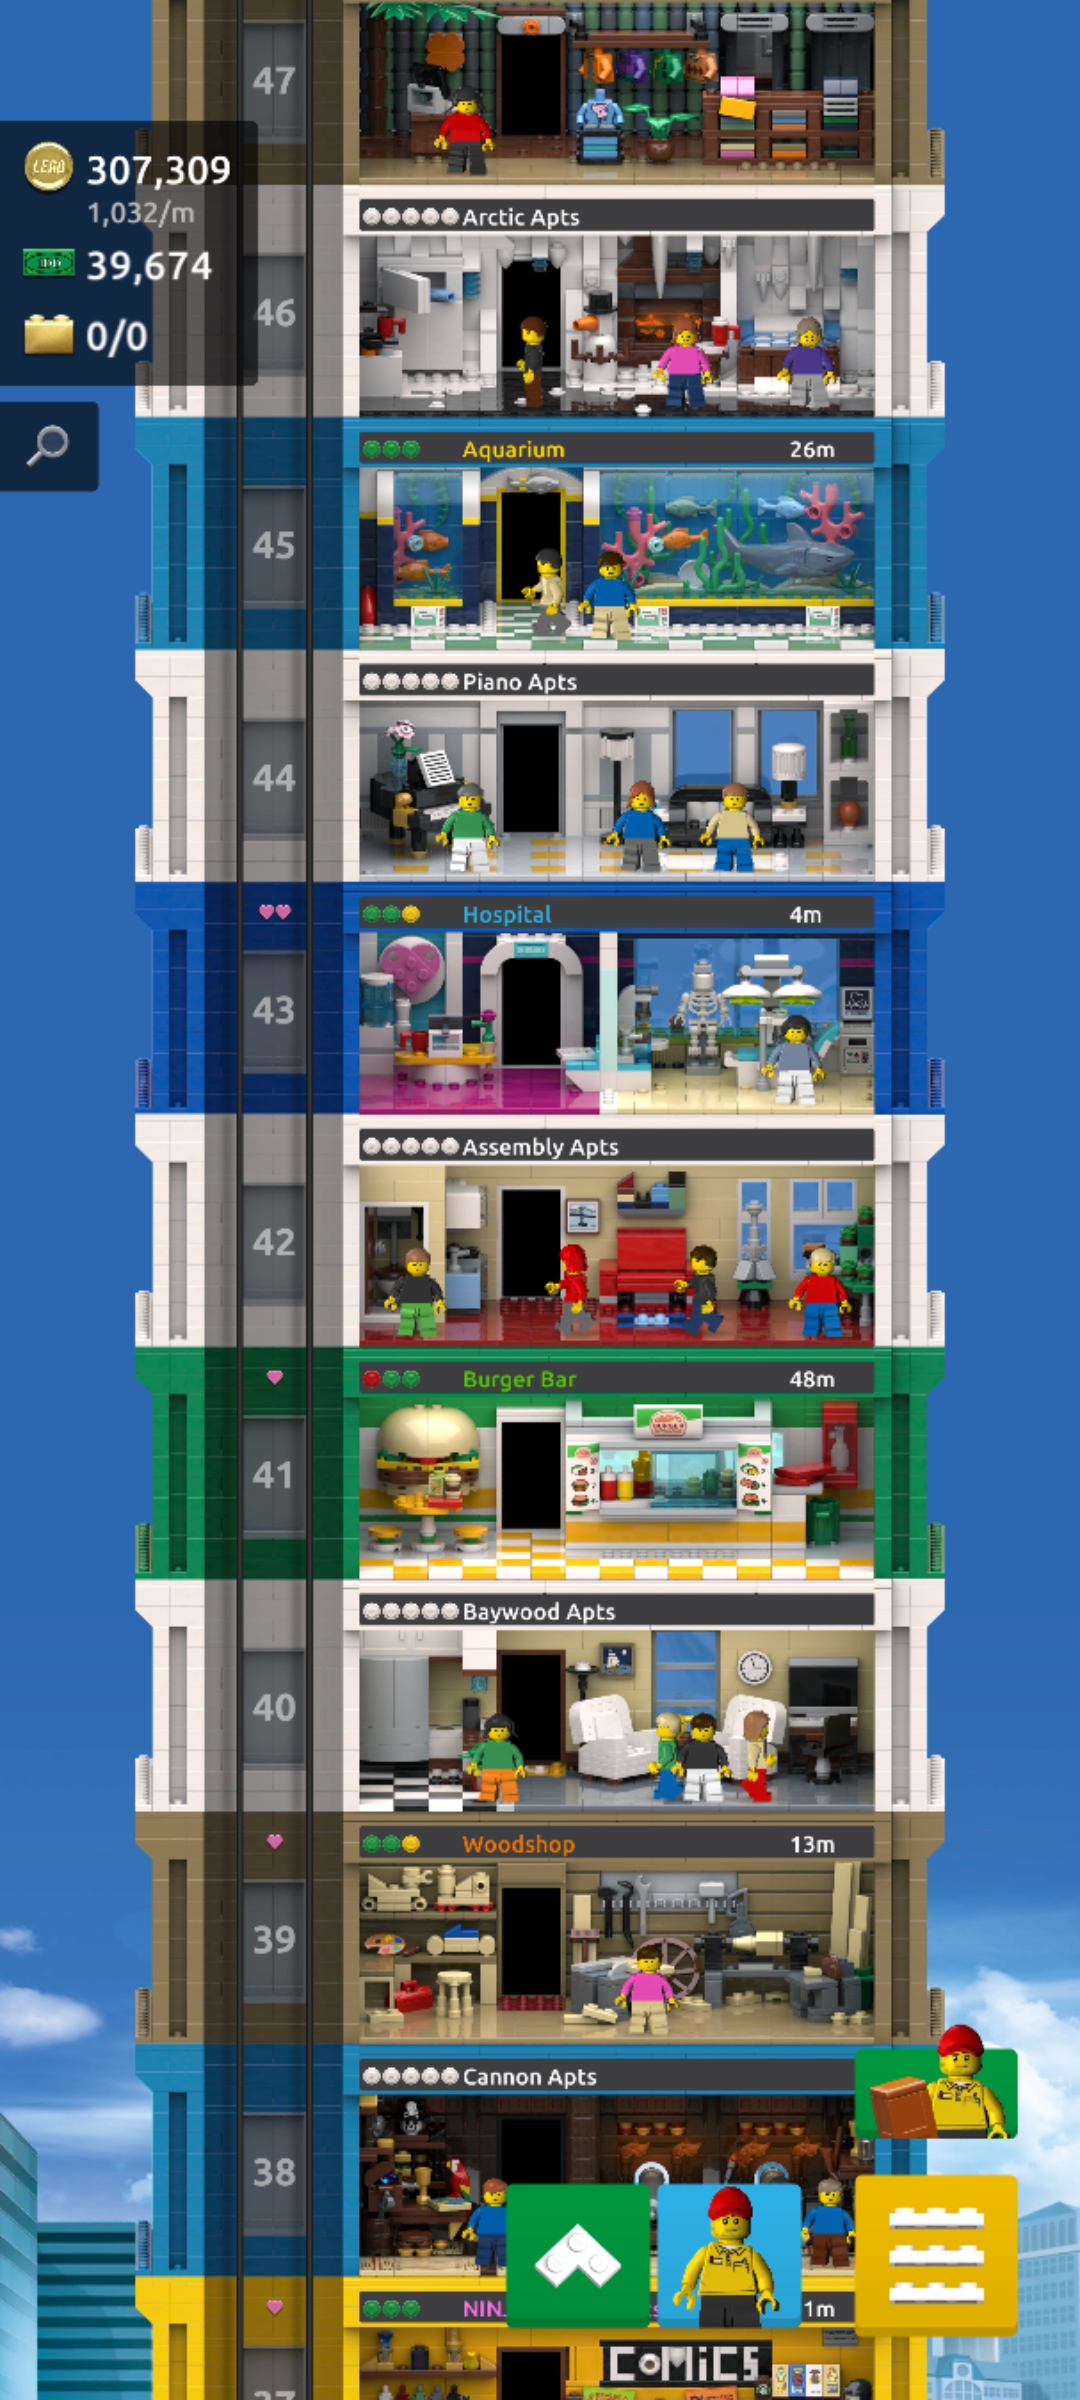 47
LEGO 307,309
1,032/m
39,674
0/0
Arctic Apts
46
Aquarium 26m
45
Piano Apts
44
Hospital 4m
43
Assembly Apts
42
Burger Bar 48m
41
BURGER
Baywood Apts
40
Woodshop 13m
39
Cannon Apts
38
NIN 1m
COMICS
37